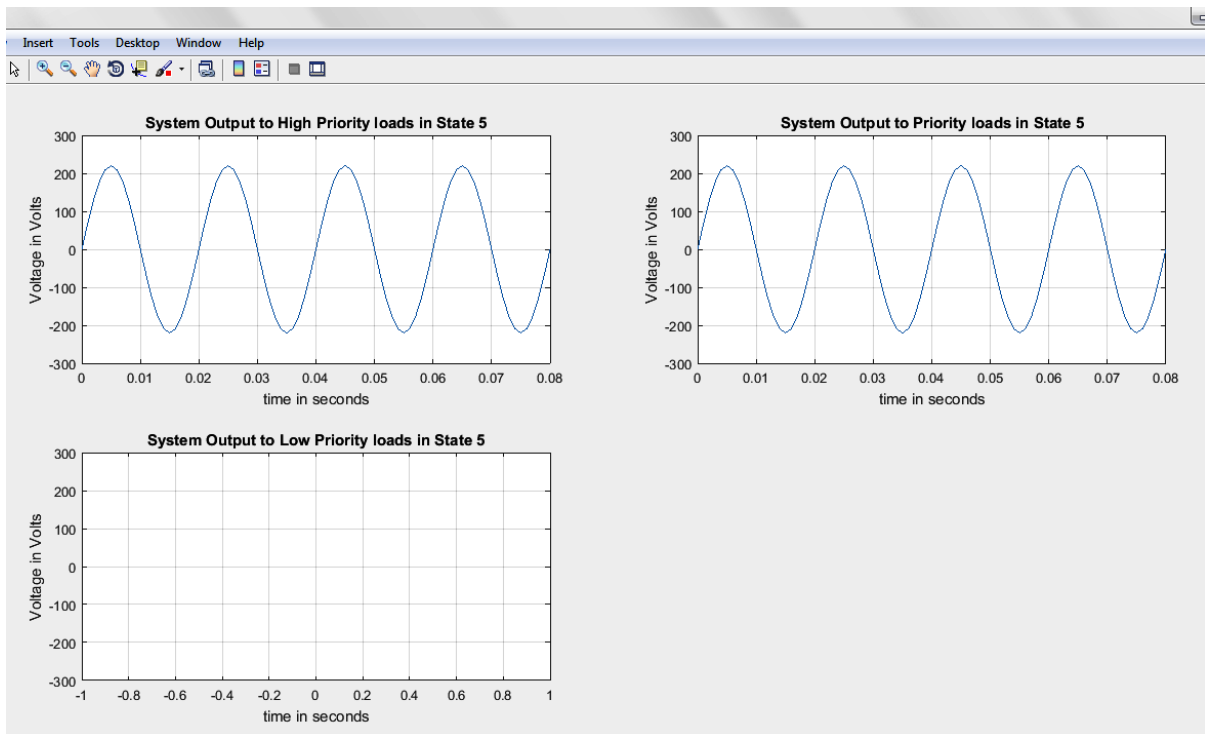 Insert Tools Desktop Window Help
System Output to High Priority loads in State 5
300
200
100
0
-100
-200
-300
Voltage in Volts
0 0.01 0.02 0.03 0.04 0.05 0.06 0.07 0.08
time in seconds
System Output to Priority loads in State 5
300
200
100
0
-100
-200
-300
Voltage in Volts
0 0.01 0.02 0.03 0.04 0.05 0.06 0.07 0.08
time in seconds
System Output to Low Priority loads in State 5
300
200
100
0
-100
-200
-300
Voltage in Volts
-1 -0.8 -0.6 -0.4 -0.2 0 0.2 0.4 0.6 0.8 1
time in seconds